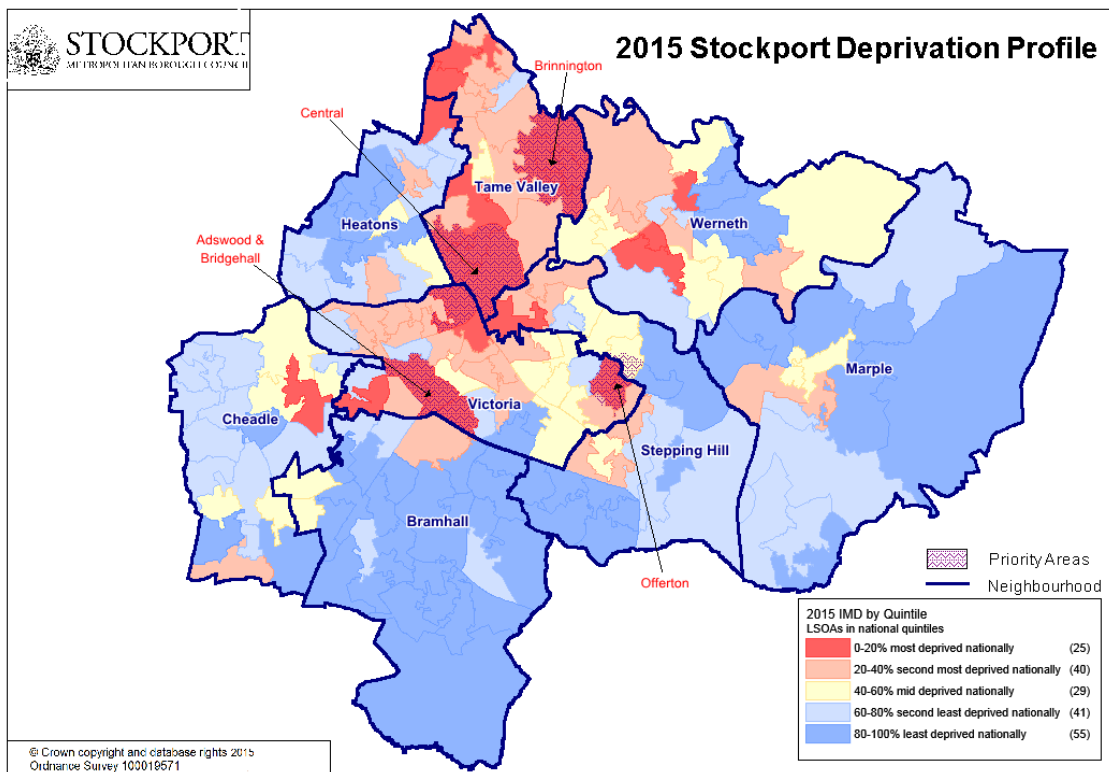 STOCKPORT
METROPOLITAN BOROUGH COUNCIL
2015 Stockport Deprivation Profile
Brinnington
Central
Tame Valley
Heatons
Werneth
Adswood &
Bridgehall
Marple
Cheadle
Victoria
Stepping Hill
Bramhall
Offerton
Priority Areas
Neighbourhood
2015 IMD by Quintile
LSOAs in national quintiles
0-20% most deprived nationally (25)
20-40% second most deprived nationally (40)
40-60% mid deprived nationally (29)
60-80% second least deprived nationally (41)
80-100% least deprived nationally (55)
© Crown copyright and database rights 2015
Ordnance Survey 100019571